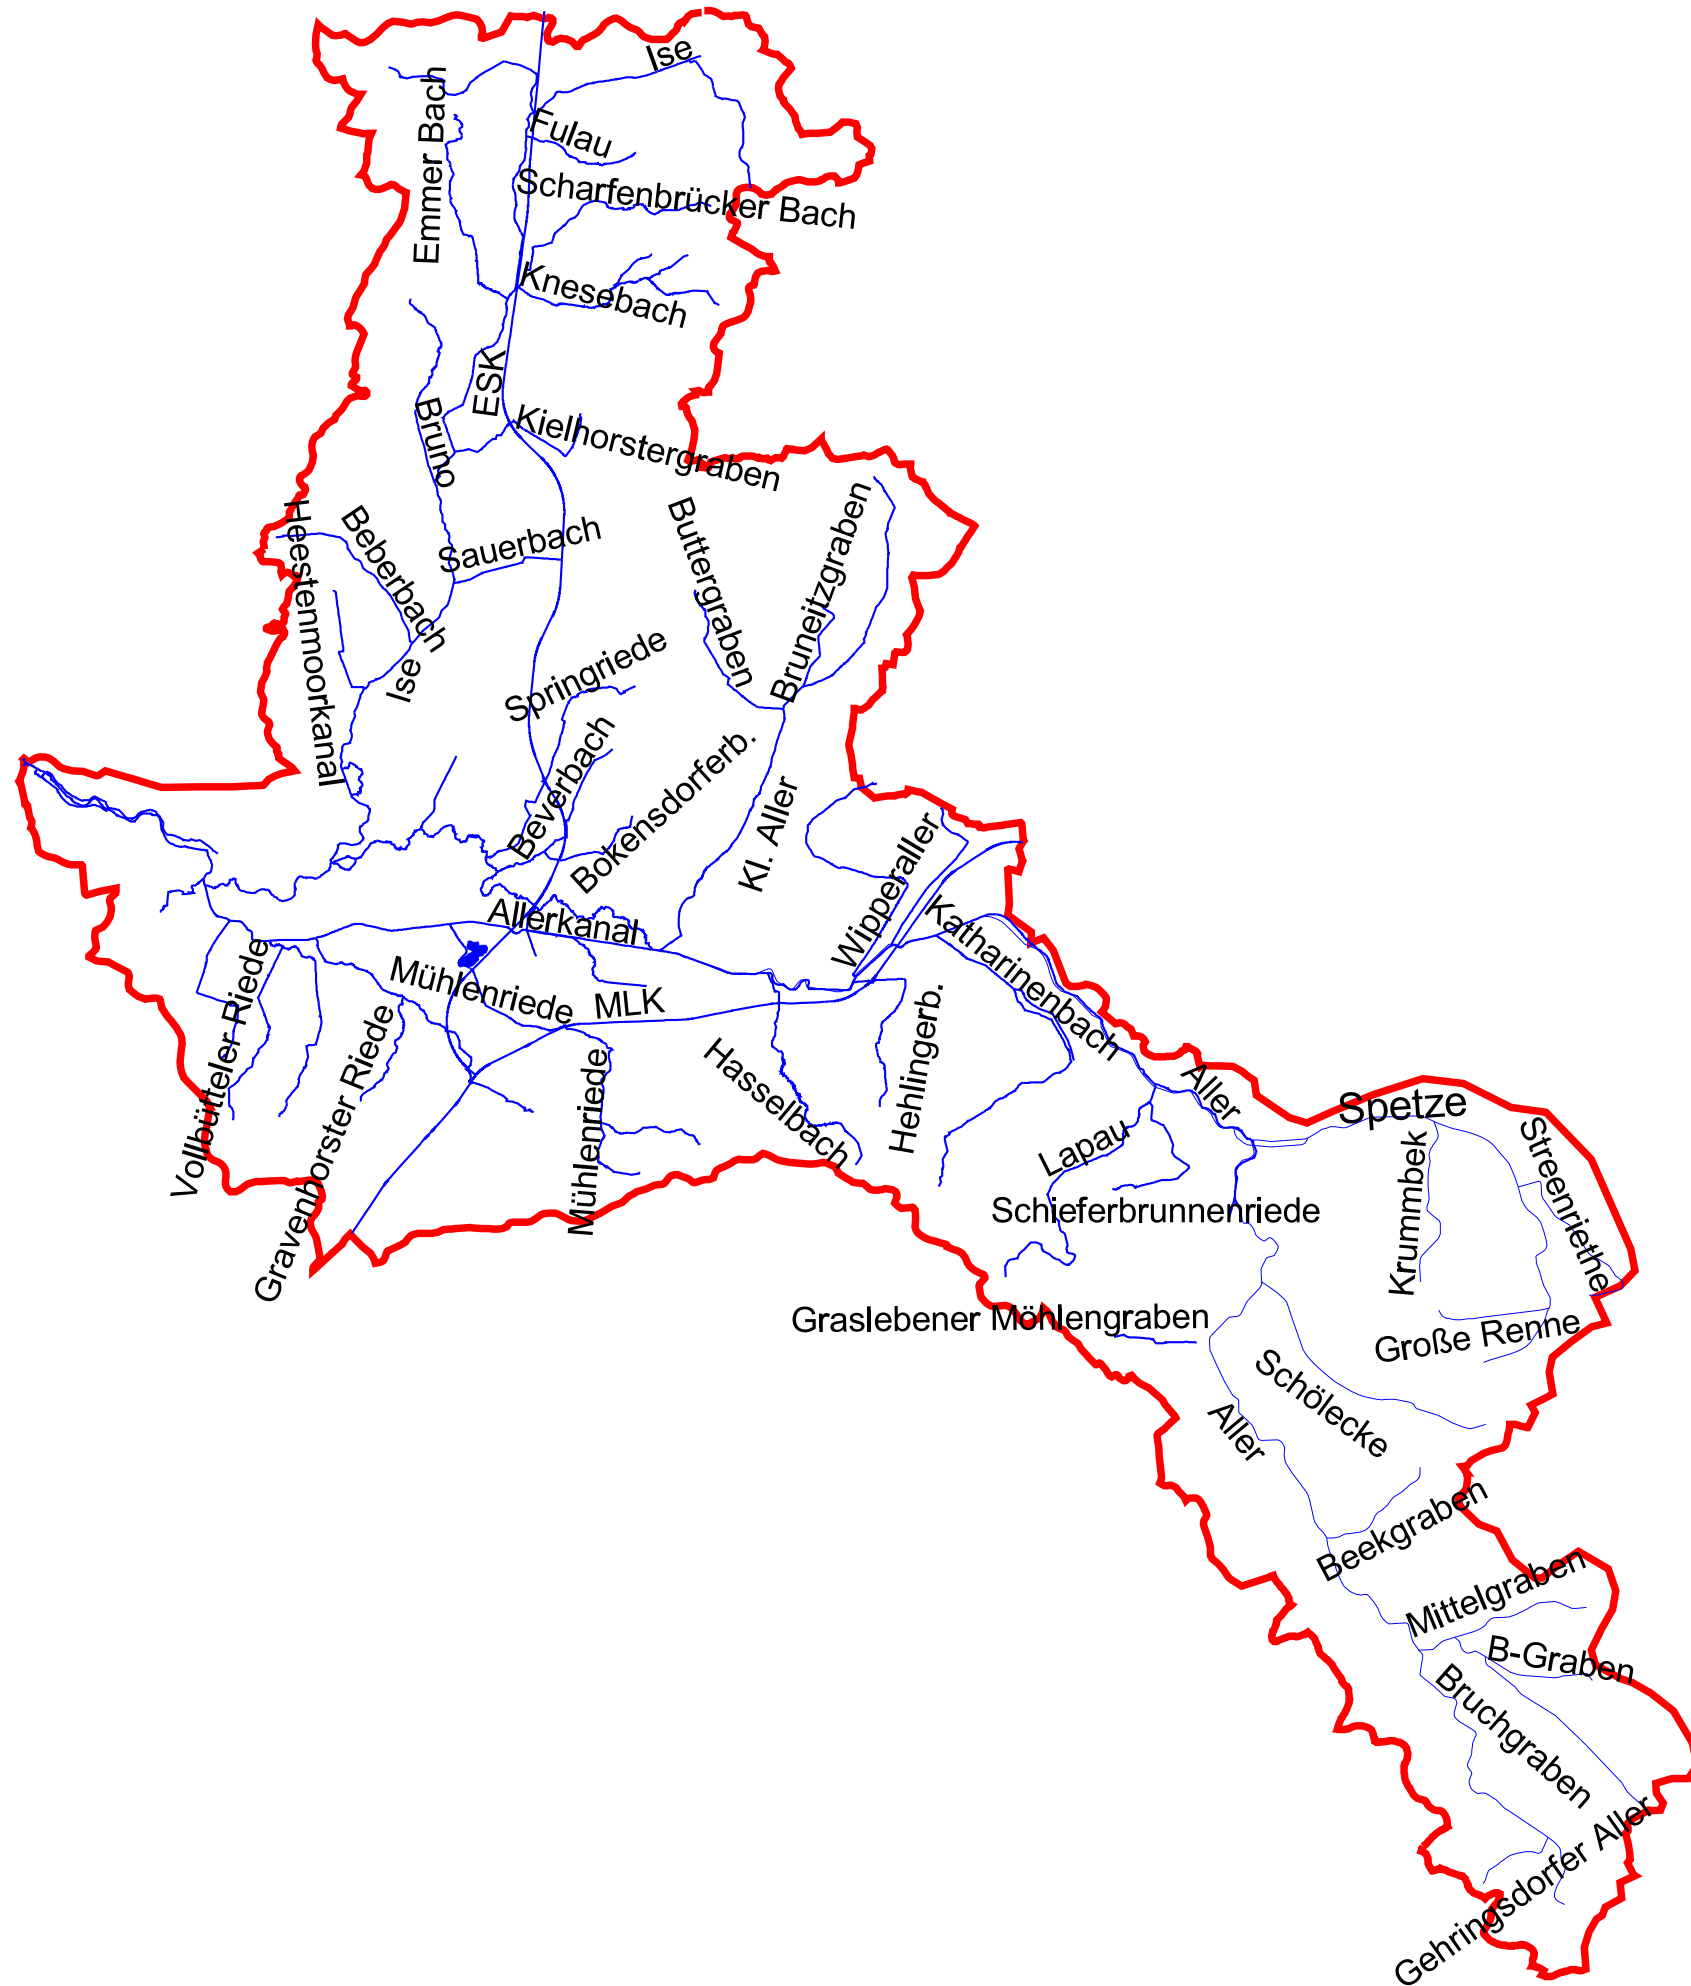 Ise
Emmer Bach
Fulau
Scharfenbrücker Bach
Knesebach
ESK
Bruno
Kielhorstergraben
Heestenmoorkanal
Beberbach
Sauerbach
Buttergraben
Bruneitzgraben
Ise
Springriede
Beverbach
Bokensdorferb.
Kl. Aller
Wipperaller
Allerkanal
Katharinenbach
Vollbütteler Riede
Mühlenriede
MLK
Gravenhorster Riede
Mühlenriede
Hasselbach
Hehlingerb.
Aller
Spetze
Lapau
Krummbek
Streenriethe
Schieferbrunnenriede
Graslebener Möhlengraben
Große Renne
Schölecke
Aller
Beekgraben
Mittelgraben
B-Graben
Bruchgraben
Gehringsdorfer Aller